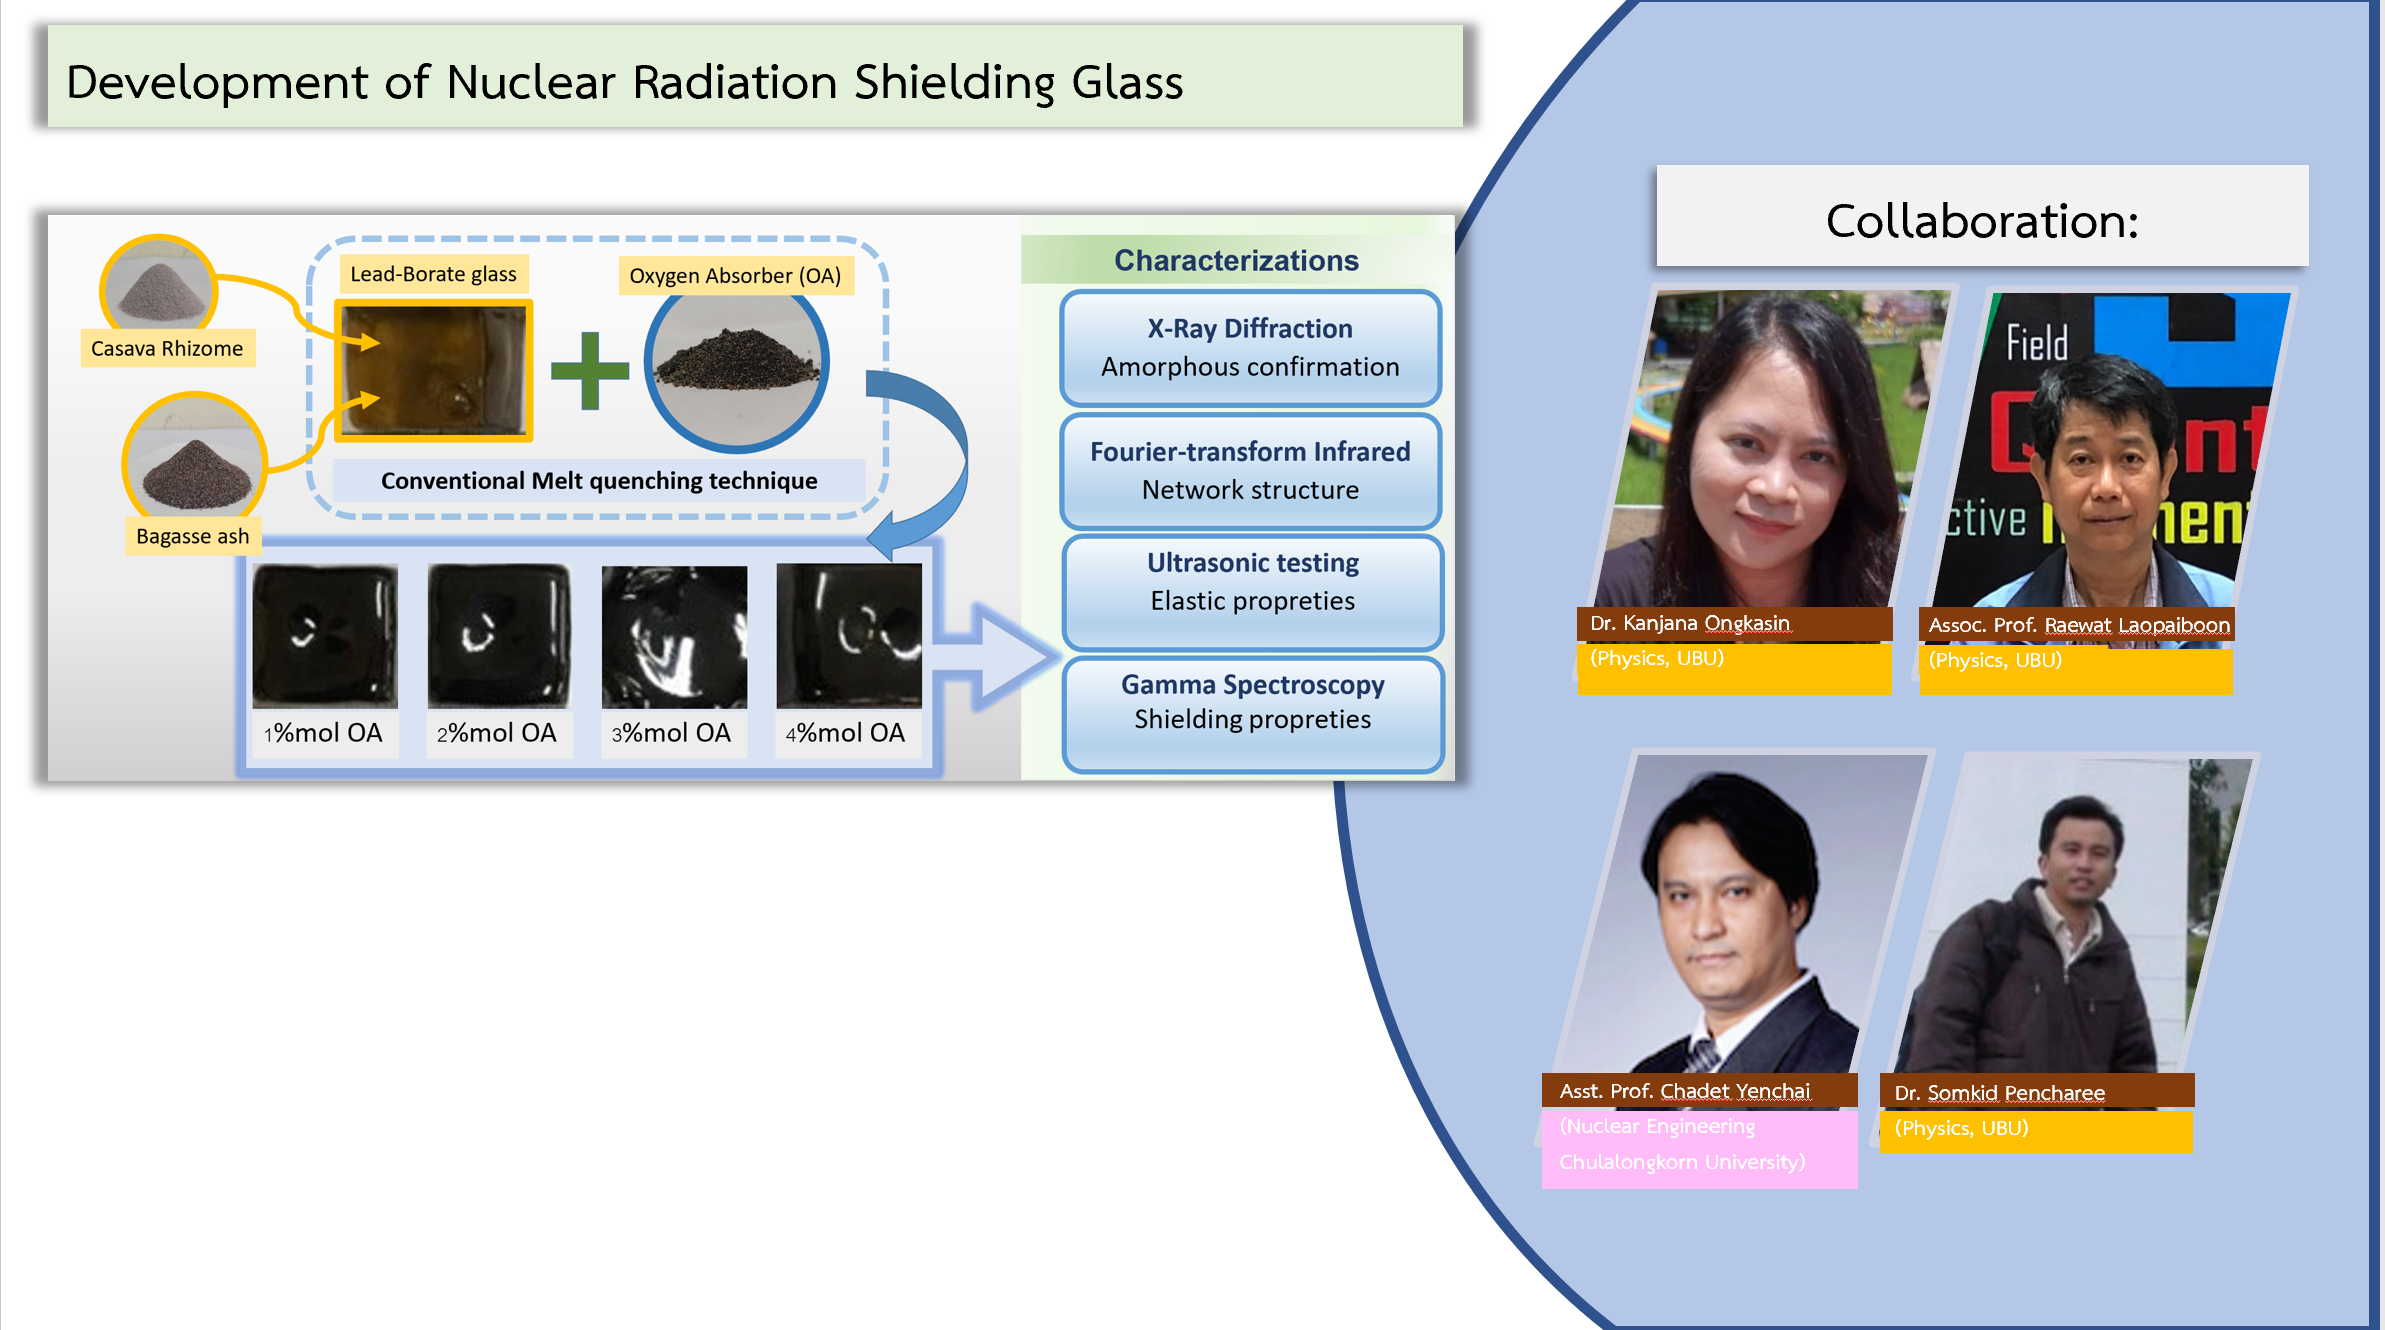 Development of Nuclear Radiation Shielding Glass
Casava Rhizome
Bagasse ash
Lead-Borate glass
Oxygen Absorber (OA)
Conventional Melt quenching technique
1%mol OA
2%mol OA
3%mol OA
4%mol OA
Characterizations
X-Ray Diffraction
Amorphous confirmation
Fourier-transform Infrared
Network structure
Ultrasonic testing
Elastic propreties
Gamma Spectroscopy
Shielding propreties
Collaboration:
Dr. Kanjana Ongkasin
(Physics, UBU)
Field
Assoc. Prof. Raewat Laopaiboon
(Physics, UBU)
Asst. Prof. Chadet Yenchai
(Nuclear Engineering
Chulalongkorn University)
Dr. Somkid Pencharee
(Physics, UBU)